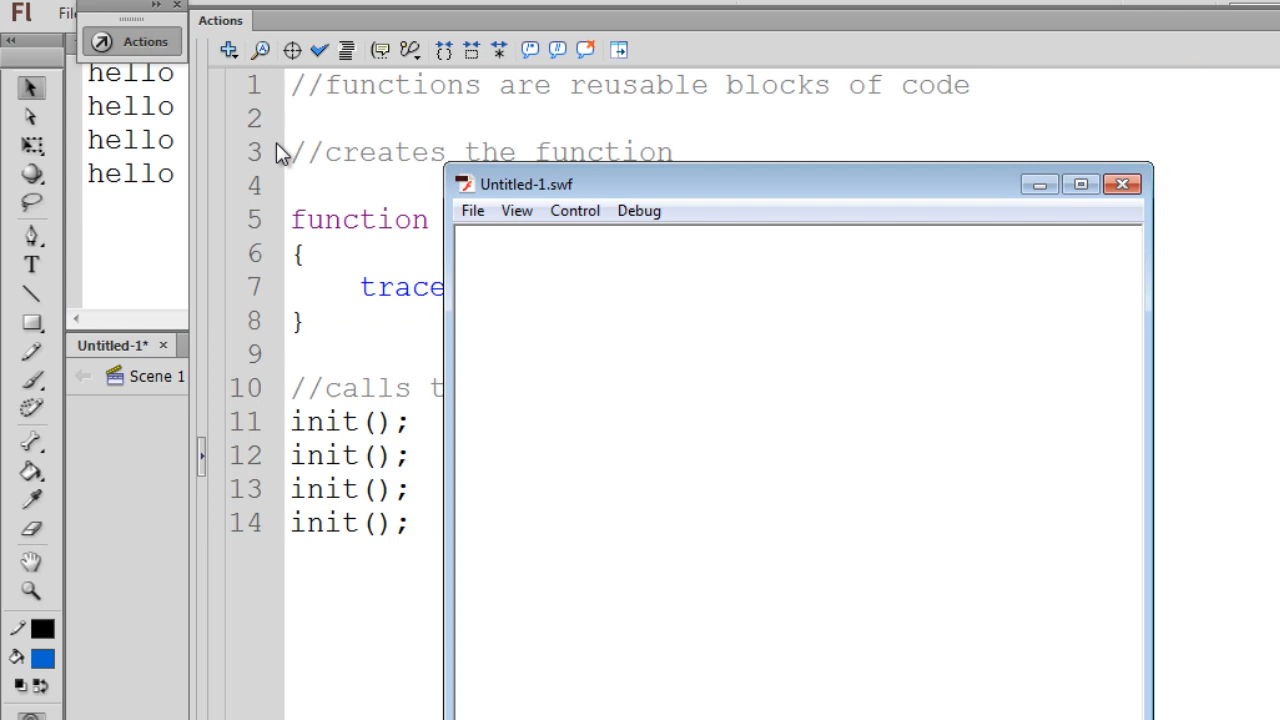 Fl
File
Actions
Actions
hello
hello
hello
hello
1 //functions are reusable blocks of code
2
3 //creates the function
4
5 function
6 {
7 trace
8 }
9
10 //calls t
11 init();
12 init();
13 init();
14 init();
Untitled-1.swf
File View Control Debug
Untitled-1*
Scene 1